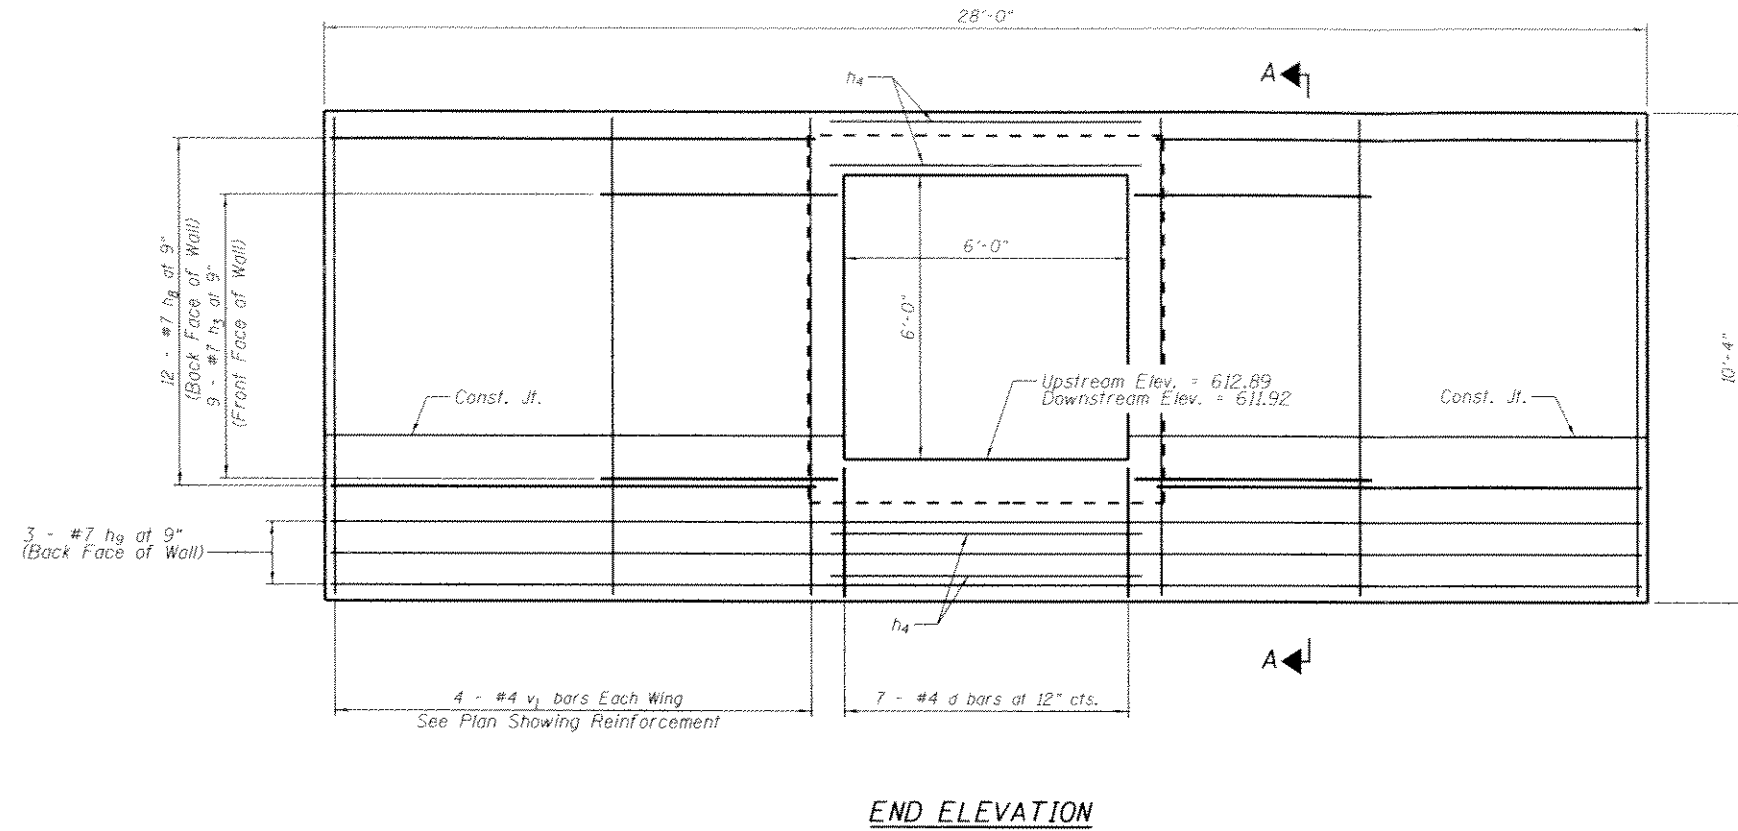 28'-0"
A
h4
12 - #7 h8 at 9"
(Back Face of Wall)
9 - #7 h3 at 9"
(Front Face of Wall)
6'-0"
6'-0"
10'-4"
Upstream Elev. = 612.89
Downstream Elev. = 611.92
Const. Jt.
Const. Jt.
3 - #7 h9 at 9"
(Back Face of Wall)
h4
A
4 - #4 v1 bars Each Wing
See Plan Showing Reinforcement
7 - #4 d bars at 12" cts.
END ELEVATION